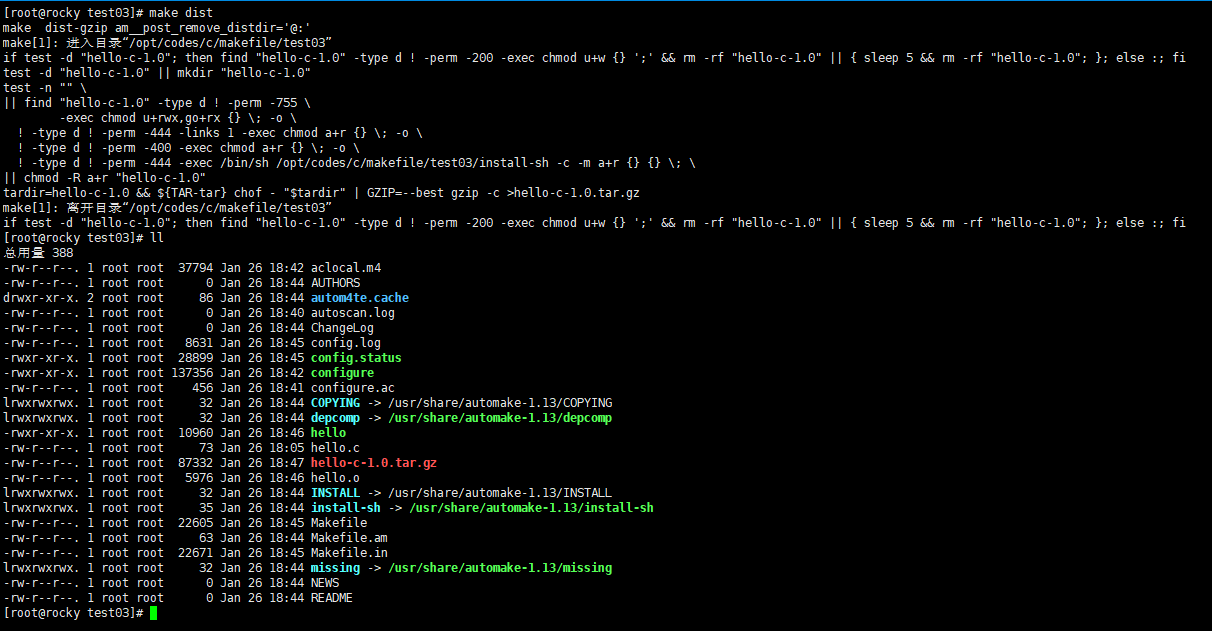 [root@rocky test03]# make dist
make  dist-gzip am__post_remove_distdir='@:'
make[1]: 进入目录“/opt/codes/c/makefile/test03”
if test -d "hello-c-1.0"; then find "hello-c-1.0" -type d ! -perm -200 -exec chmod u+w {} ';' && rm -rf "hello-c-1.0" || { sleep 5 && rm -rf "hello-c-1.0"; }; else :; fi
test -d "hello-c-1.0" || mkdir "hello-c-1.0"
test -n "" \
|| find "hello-c-1.0" -type d ! -perm -755 \
        -exec chmod u+rwx,go+rx {} \; -o \
  ! -type d ! -perm -444 -links 1 -exec chmod a+r {} \; -o \
  ! -type d ! -perm -400 -exec chmod a+r {} \; -o \
  ! -type d ! -perm -444 -exec /bin/sh /opt/codes/c/makefile/test03/install-sh -c -m a+r {} {} \; \
|| chmod -R a+r "hello-c-1.0"
tardir=hello-c-1.0 && ${TAR-tar} chof - "$tardir" | GZIP=--best gzip -c >hello-c-1.0.tar.gz
make[1]: 离开目录“/opt/codes/c/makefile/test03”
if test -d "hello-c-1.0"; then find "hello-c-1.0" -type d ! -perm -200 -exec chmod u+w {} ';' && rm -rf "hello-c-1.0" || { sleep 5 && rm -rf "hello-c-1.0"; }; else :; fi
[root@rocky test03]# ll
总用量 388
-rw-r--r--. 1 root root  37794 Jan 26 18:42 aclocal.m4
-rw-r--r--. 1 root root      0 Jan 26 18:44 AUTHORS
drwxr-xr-x. 2 root root     86 Jan 26 18:44 autom4te.cache
-rw-r--r--. 1 root root      0 Jan 26 18:40 autoscan.log
-rw-r--r--. 1 root root      0 Jan 26 18:44 ChangeLog
-rw-r--r--. 1 root root   8631 Jan 26 18:45 config.log
-rwxr-xr-x. 1 root root  28899 Jan 26 18:45 config.status
-rwxr-xr-x. 1 root root 137356 Jan 26 18:42 configure
-rw-r--r--. 1 root root    456 Jan 26 18:41 configure.ac
lrwxrwxrwx. 1 root root     32 Jan 26 18:44 COPYING -> /usr/share/automake-1.13/COPYING
lrwxrwxrwx. 1 root root     32 Jan 26 18:44 depcomp -> /usr/share/automake-1.13/depcomp
-rwxr-xr-x. 1 root root  10960 Jan 26 18:46 hello
-rw-r--r--. 1 root root     73 Jan 26 18:05 hello.c
-rw-r--r--. 1 root root  87332 Jan 26 18:47 hello-c-1.0.tar.gz
-rw-r--r--. 1 root root   5976 Jan 26 18:46 hello.o
lrwxrwxrwx. 1 root root     32 Jan 26 18:44 INSTALL -> /usr/share/automake-1.13/INSTALL
lrwxrwxrwx. 1 root root     35 Jan 26 18:44 install-sh -> /usr/share/automake-1.13/install-sh
-rw-r--r--. 1 root root  22605 Jan 26 18:45 Makefile
-rw-r--r--. 1 root root     63 Jan 26 18:44 Makefile.am
-rw-r--r--. 1 root root  22671 Jan 26 18:45 Makefile.in
lrwxrwxrwx. 1 root root     32 Jan 26 18:44 missing -> /usr/share/automake-1.13/missing
-rw-r--r--. 1 root root      0 Jan 26 18:44 NEWS
-rw-r--r--. 1 root root      0 Jan 26 18:44 README
[root@rocky test03]#